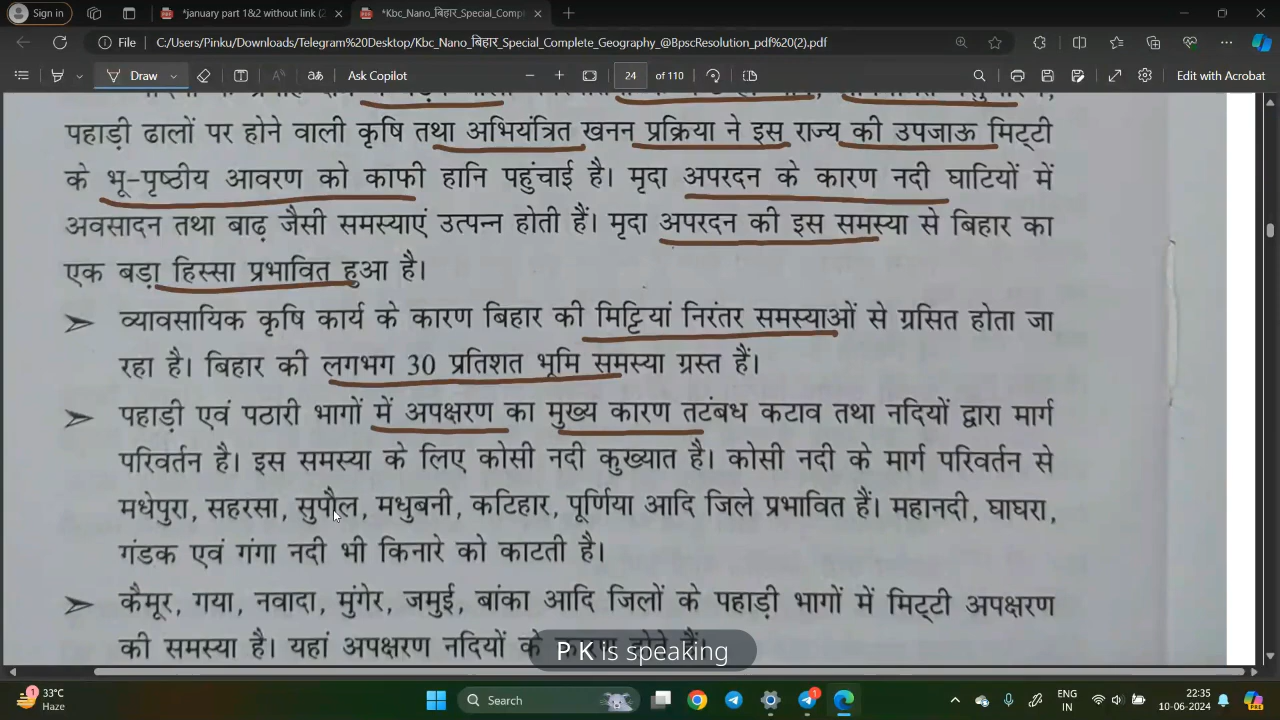 Sign in
*january part 1&2 without link (2
*Kbc_Nano_बिहार_Special_Compl
File
C:/Users/Pinku/Downloads/Telegram%20Desktop/Kbc_Nano_बिहार_Special_Complete_Geography_@BpscResolution_pdf%20(2).pdf
Draw
Ask Copilot
24 of 110
Edit with Acrobat
पहाड़ी ढालों पर होने वाली कृषि तथा अभियंत्रित खनन प्रक्रिया ने इस राज्य की उपजाऊ मिट्टी
के भू-पृष्ठीय आवरण को काफी हानि पहुंचाई है। मृदा अपरदन के कारण नदी घाटियों में
अवसादन तथा बाढ़ जैसी समस्याएं उत्पन्न होती हैं। मृदा अपरदन की इस समस्या से बिहार का
एक बड़ा हिस्सा प्रभावित हुआ है।
➢ व्यावसायिक कृषि कार्य के कारण बिहार की मिट्टियां निरंतर समस्याओं से ग्रसित होता जा
रहा है। बिहार की लगभग 30 प्रतिशत भूमि समस्या ग्रस्त हैं।
➢ पहाड़ी एवं पठारी भागों में अपक्षरण का मुख्य कारण तटंबध कटाव तथा नदियों द्वारा मार्ग
परिवर्तन है। इस समस्या के लिए कोसी नदी कुख्यात है। कोसी नदी के मार्ग परिवर्तन से
मधेपुरा, सहरसा, सुपौल, मधुबनी, कटिहार, पूर्णिया आदि जिले प्रभावित हैं। महानदी, घाघरा,
गंडक एवं गंगा नदी भी किनारे को काटती है।
➢ कैमूर, गया, नवादा, मुंगेर, जमुई, बांका आदि जिलों के पहाड़ी भागों में मिट्टी अपक्षरण
की समस्या है। यहां अपक्षरण नदियों के
P K is speaking
33°C
Haze
Search
ENG
IN
22:35
10-06-2024